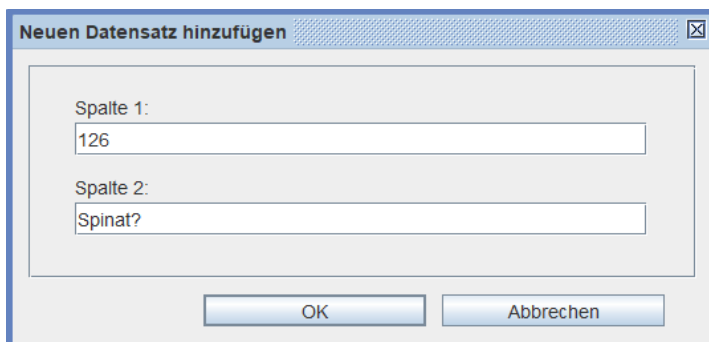 Neuen Datensatz hinzufügen
Spalte 1:
126
Spalte 2:
Spinat?
OK
Abbrechen